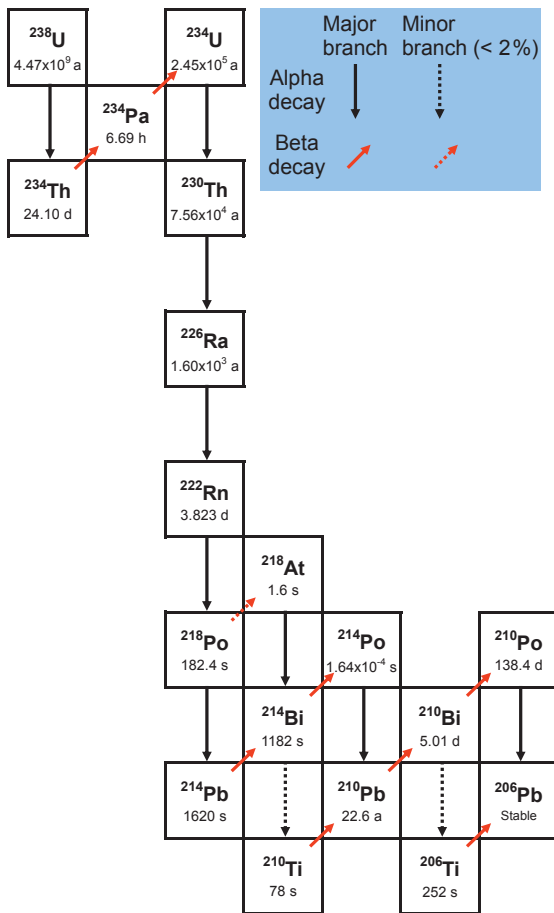 ²³⁸U
4.47x10⁹ a
²³⁴U
2.45x10⁵ a
²³⁴Pa
6.69 h
²³⁴Th
24.10 d
²³⁰Th
7.56x10⁴ a
²²⁶Ra
1.60x10³ a
²²²Rn
3.823 d
²¹⁸At
1.6 s
²¹⁸Po
182.4 s
²¹⁴Po
1.64x10⁻⁴ s
²¹⁰Po
138.4 d
²¹⁴Bi
1182 s
²¹⁰Bi
5.01 d
²¹⁴Pb
1620 s
²¹⁰Pb
22.6 a
²⁰⁶Pb
Stable
²¹⁰Ti
78 s
²⁰⁶Ti
252 s
Major
branch
Minor
branch (< 2%)
Alpha
decay
Beta
decay